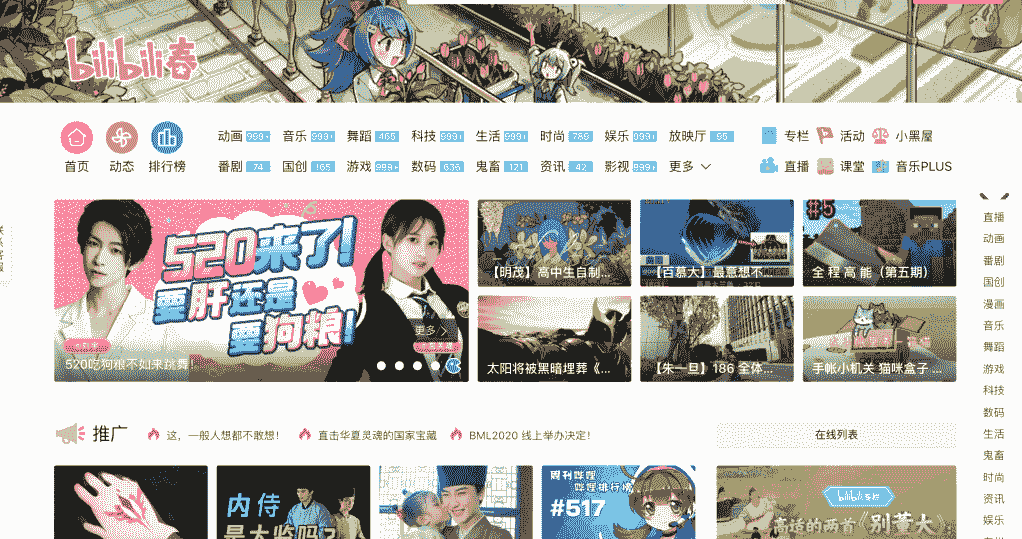 bilibili春
首页
动态
排行榜
动画 999+ 音乐 999+ 舞蹈 465 科技 999+ 生活 999+ 时尚 789 娱乐 999+ 放映厅 95
番剧 74 国创 165 游戏 999+ 数码 636 鬼畜 121 资讯 42 影视 999+ 更多
专栏 活动 小黑屋
直播 课堂 音乐PLUS
520来了!
要肝还是
要狗粮!
更多
520吃狗粮不如来跳舞!
【明茂】高中生自制...
【百慕大】最意想不...
#5
全 程 高 能（第五期）
太阳将被黑暗埋葬《...
【朱一旦】186 全体...
手帐小机关 猫咪盒子 ...
推广
这，一般人想都不敢想!
直击华夏灵魂的国家宝藏
BML2020 线上举办决定!
在线列表
内侍
是太监吗?
周刊哔哩
哔哩排行榜
#517
高适的两首《别董大》
直播
动画
番剧
国创
漫画
音乐
舞蹈
游戏
科技
数码
生活
鬼畜
时尚
资讯
娱乐